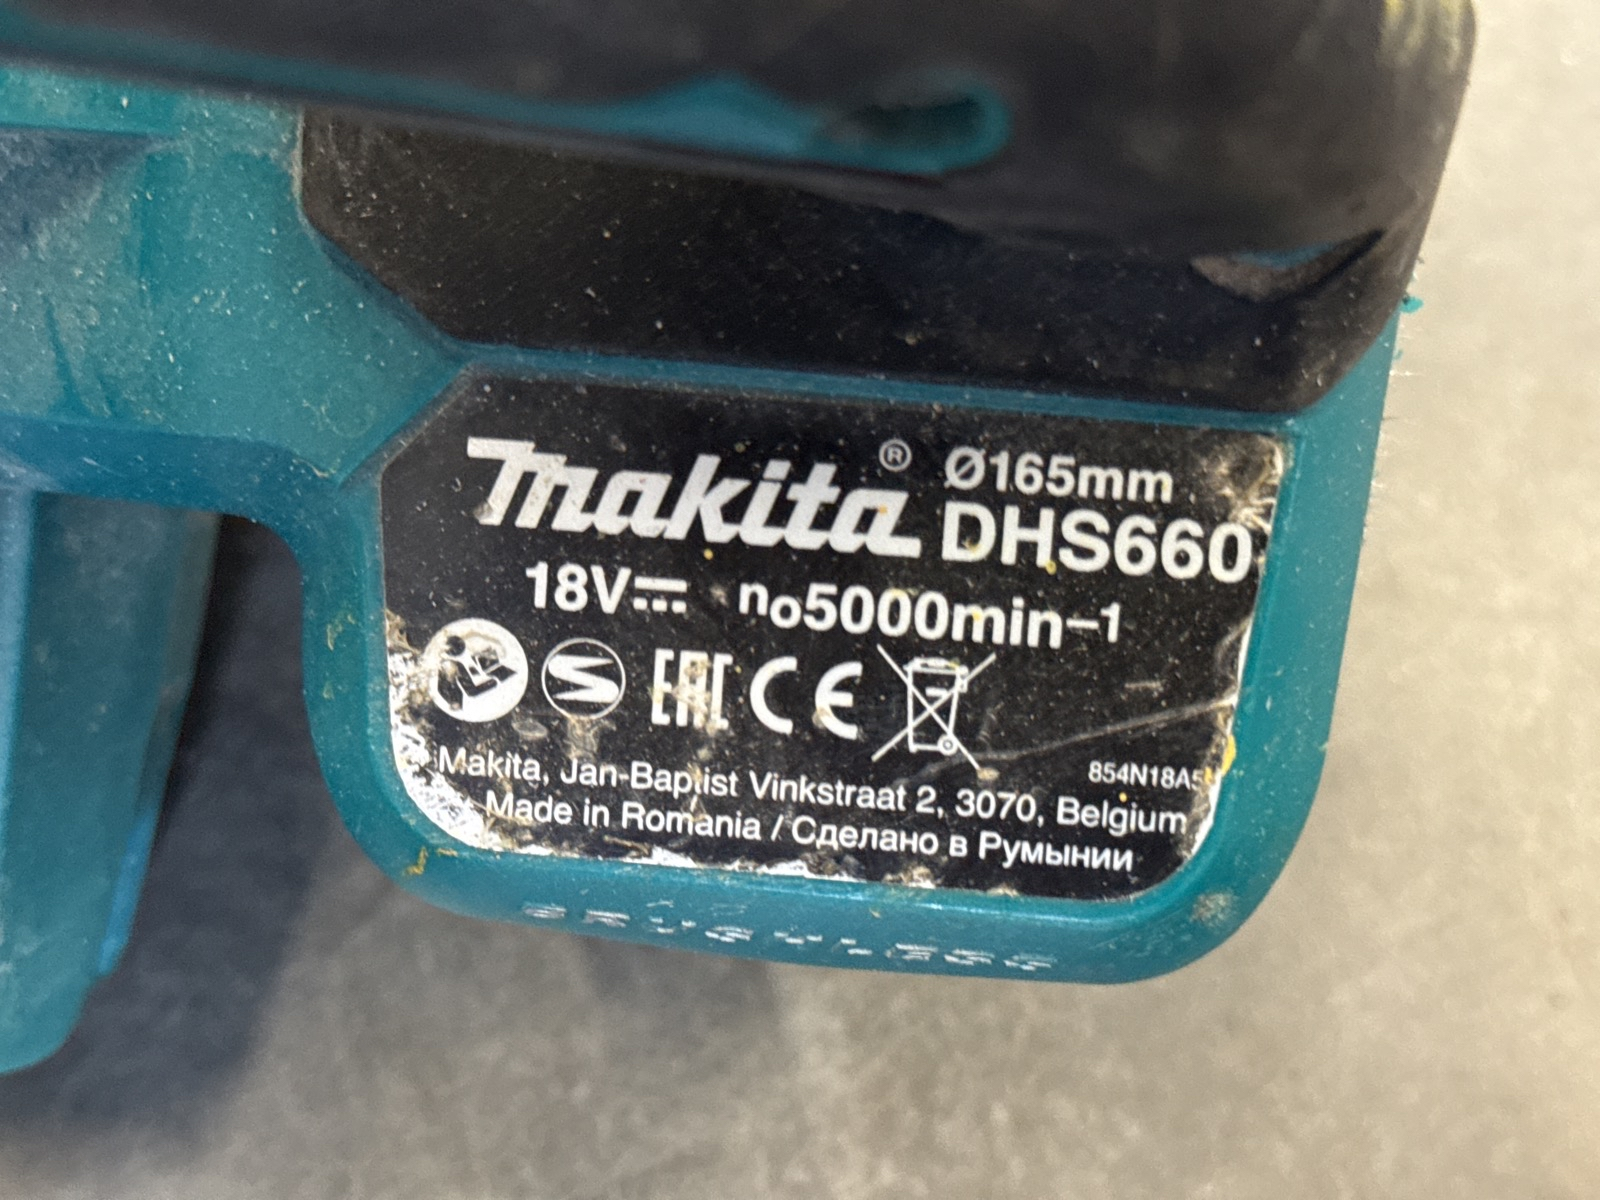 makita® Ø165mm
DHS660
18V⎓ no5000min-1
EAC CE
854N18A5
Makita, Jan-Baptist Vinkstraat 2, 3070, Belgium
Made in Romania / Сделано в Румынии
BRUSHLESS